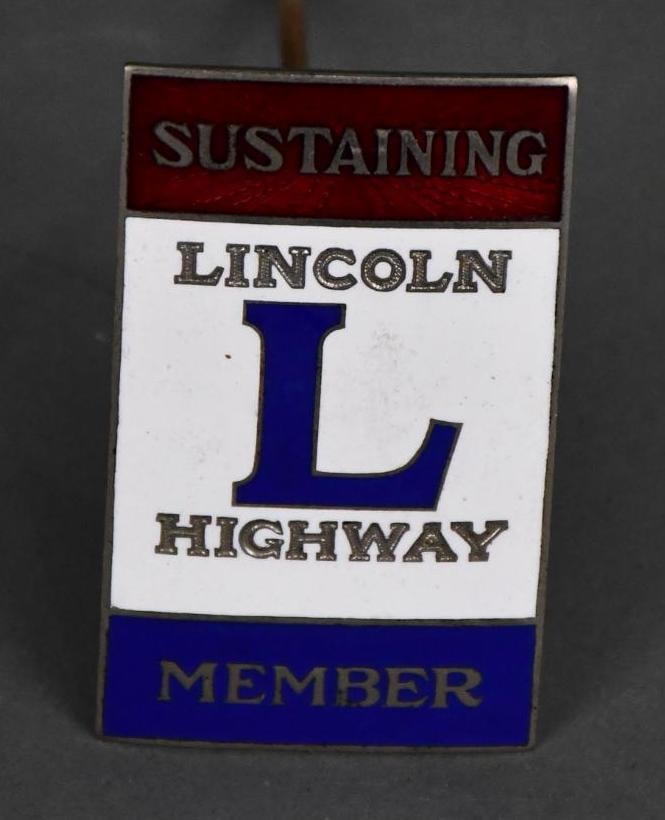 SUSTAINING
LINCOLN
L
HIGHWAY
MEMBER